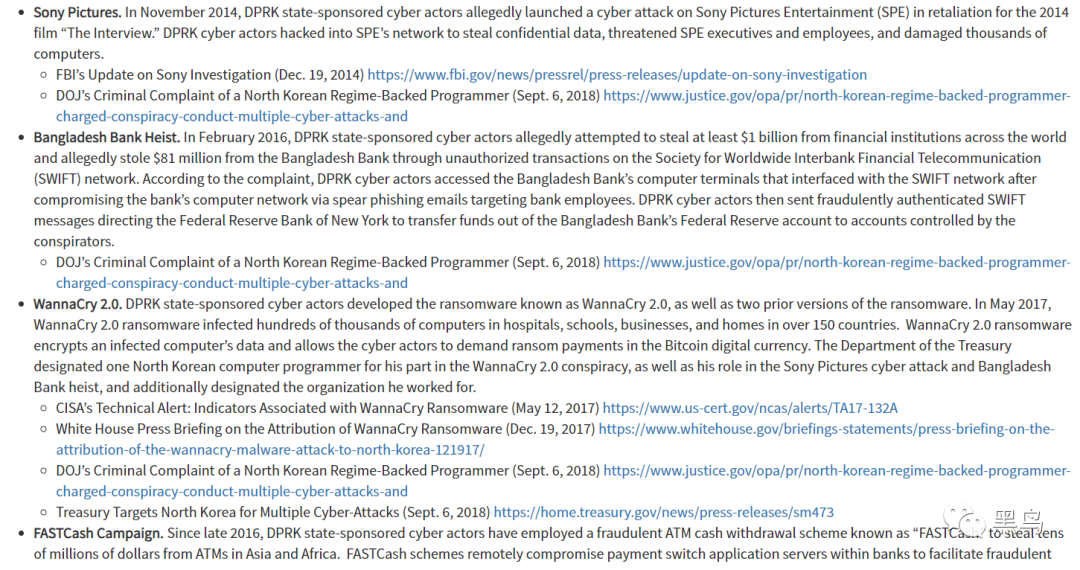 • Sony Pictures. In November 2014, DPRK state-sponsored cyber actors allegedly launched a cyber attack on Sony Pictures Entertainment (SPE) in retaliation for the 2014
film “The Interview.” DPRK cyber actors hacked into SPE’s network to steal confidential data, threatened SPE executives and employees, and damaged thousands of
computers.
○ FBI’s Update on Sony Investigation (Dec. 19, 2014) https://www.fbi.gov/news/pressrel/press-releases/update-on-sony-investigation
○ DOJ’s Criminal Complaint of a North Korean Regime-Backed Programmer (Sept. 6, 2018) https://www.justice.gov/opa/pr/north-korean-regime-backed-programmer-
charged-conspiracy-conduct-multiple-cyber-attacks-and
• Bangladesh Bank Heist. In February 2016, DPRK state-sponsored cyber actors allegedly attempted to steal at least $1 billion from financial institutions across the world
and allegedly stole $81 million from the Bangladesh Bank through unauthorized transactions on the Society for Worldwide Interbank Financial Telecommunication
(SWIFT) network. According to the complaint, DPRK cyber actors accessed the Bangladesh Bank’s computer terminals that interfaced with the SWIFT network after
compromising the bank’s computer network via spear phishing emails targeting bank employees. DPRK cyber actors then sent fraudulently authenticated SWIFT
messages directing the Federal Reserve Bank of New York to transfer funds out of the Bangladesh Bank’s Federal Reserve account to accounts controlled by the
conspirators.
○ DOJ’s Criminal Complaint of a North Korean Regime-Backed Programmer (Sept. 6, 2018) https://www.justice.gov/opa/pr/north-korean-regime-backed-programmer-
charged-conspiracy-conduct-multiple-cyber-attacks-and
• WannaCry 2.0. DPRK state-sponsored cyber actors developed the ransomware known as WannaCry 2.0, as well as two prior versions of the ransomware. In May 2017,
WannaCry 2.0 ransomware infected hundreds of thousands of computers in hospitals, schools, businesses, and homes in over 150 countries. WannaCry 2.0 ransomware
encrypts an infected computer’s data and allows the cyber actors to demand ransom payments in the Bitcoin digital currency. The Department of the Treasury
designated one North Korean computer programmer for his part in the WannaCry 2.0 conspiracy, as well as his role in the Sony Pictures cyber attack and Bangladesh
Bank heist, and additionally designated the organization he worked for.
○ CISA’s Technical Alert: Indicators Associated with WannaCry Ransomware (May 12, 2017) https://www.us-cert.gov/ncas/alerts/TA17-132A
○ White House Press Briefing on the Attribution of WannaCry Ransomware (Dec. 19, 2017) https://www.whitehouse.gov/briefings-statements/press-briefing-on-the-
attribution-of-the-wannacry-malware-attack-to-north-korea-121917/
○ DOJ’s Criminal Complaint of a North Korean Regime-Backed Programmer (Sept. 6, 2018) https://www.justice.gov/opa/pr/north-korean-regime-backed-programmer-
charged-conspiracy-conduct-multiple-cyber-attacks-and
○ Treasury Targets North Korea for Multiple Cyber-Attacks (Sept. 6, 2018) https://home.treasury.gov/news/press-releases/sm473
黑鸟
• FASTCash Campaign. Since late 2016, DPRK state-sponsored cyber actors have employed a fraudulent ATM cash withdrawal scheme known as “FASTCash” to steal tens
of millions of dollars from ATMs in Asia and Africa. FASTCash schemes remotely compromise payment switch application servers within banks to facilitate fraudulent